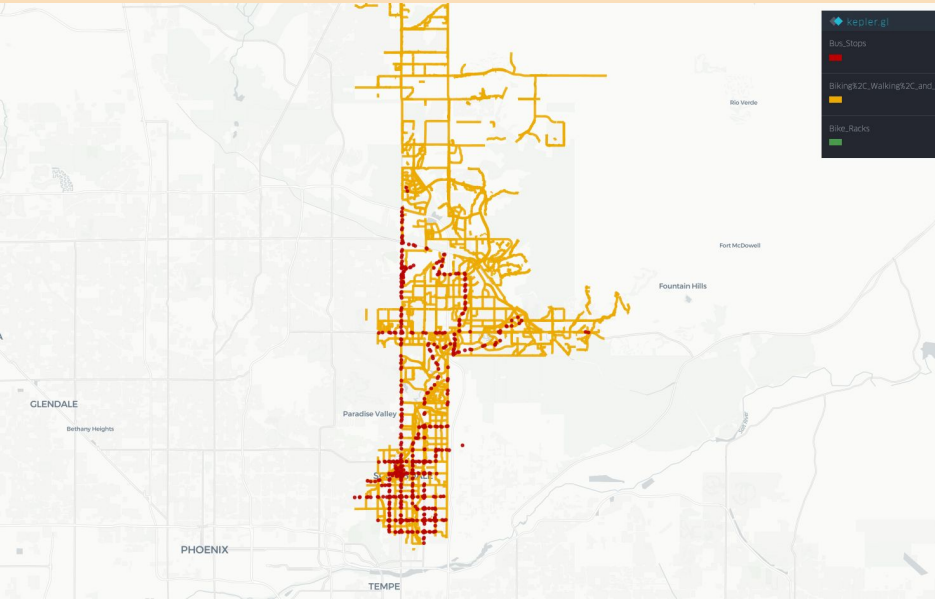 kepler.gl
Bus_Stops
Biking%2C_Walking%2C_and_
Bike_Racks
Rio Verde
Fort McDowell
Fountain Hills
GLENDALE
Bethany Heights
Paradise Valley
PHOENIX
TEMPE